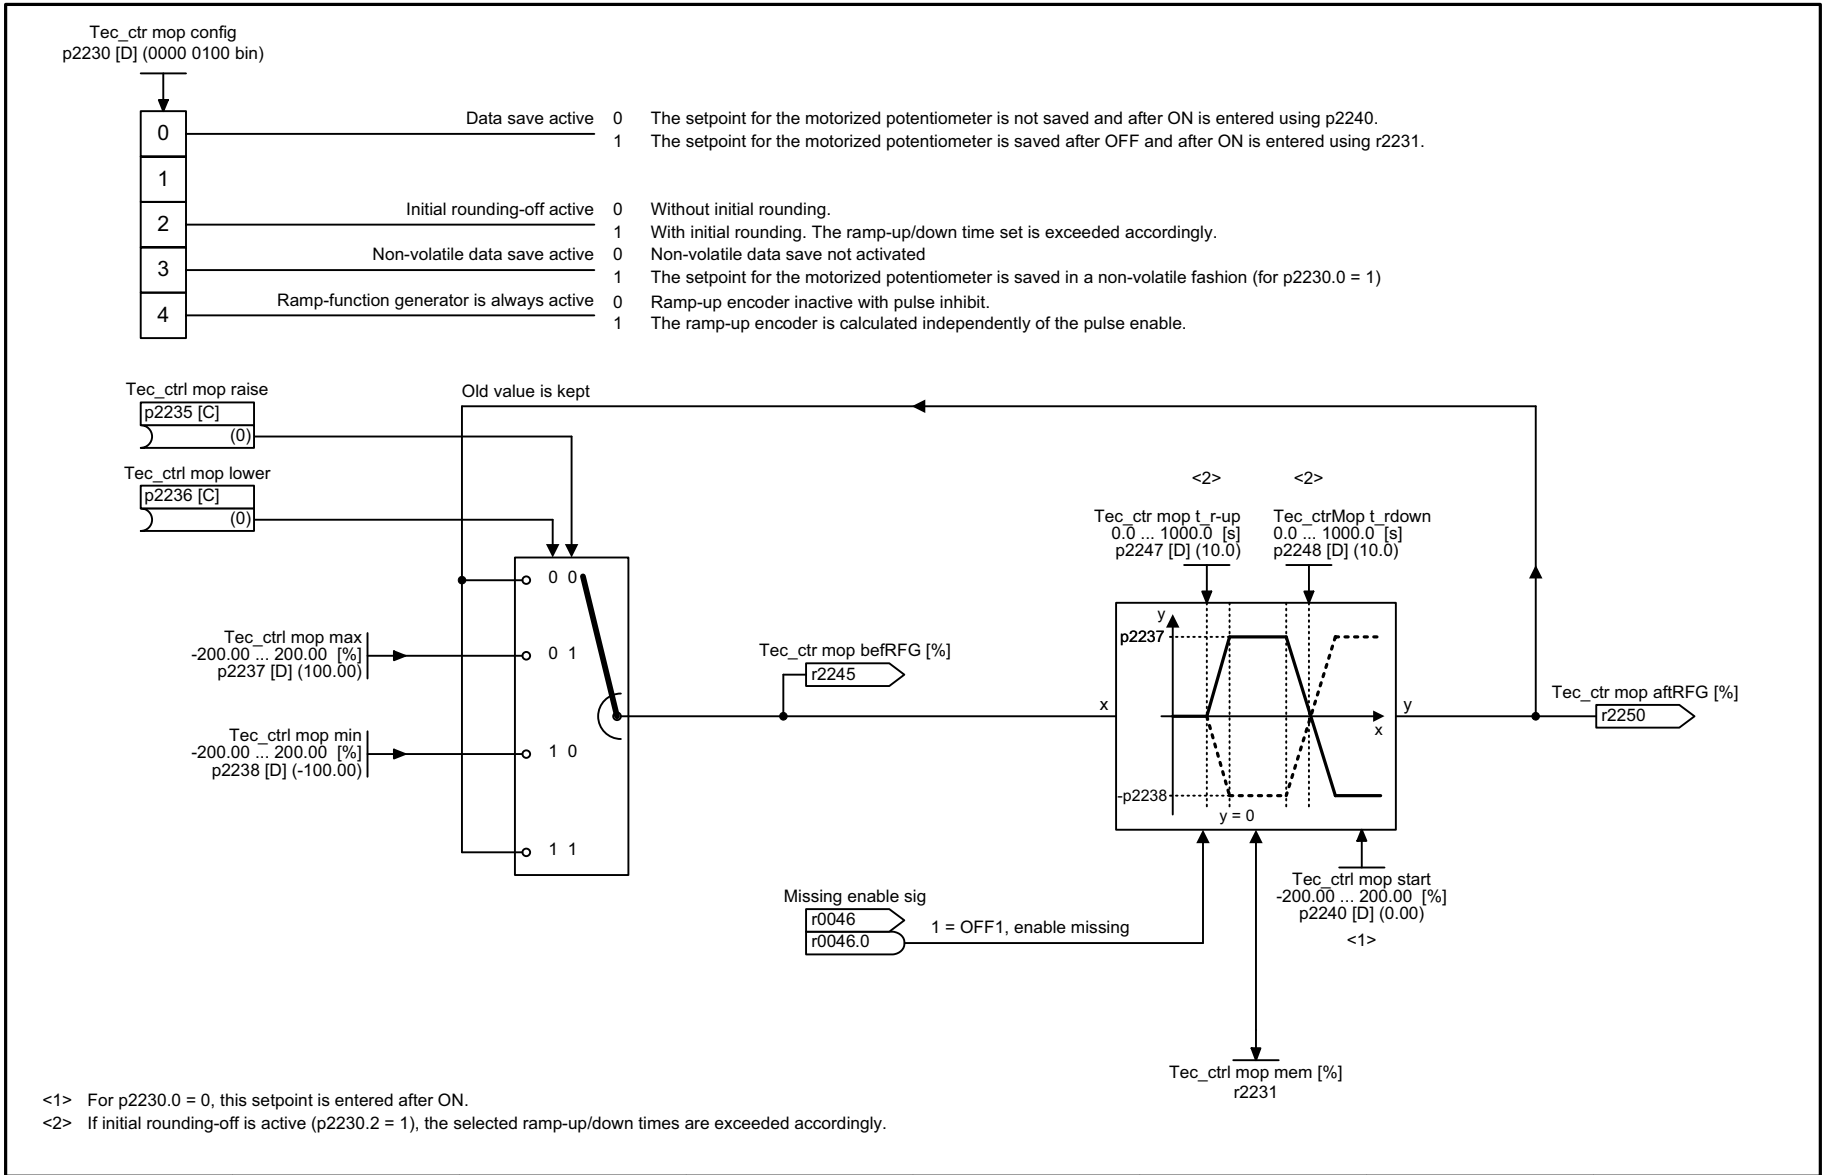 Tec_ctr mop config
p2230 [D] (0000 0100 bin)
0
Data save active 0 The setpoint for the motorized potentiometer is not saved and after ON is entered using p2240.
1 The setpoint for the motorized potentiometer is saved after OFF and after ON is entered using r2231.
1
2
Initial rounding-off active 0 Without initial rounding.
1 With initial rounding. The ramp-up/down time set is exceeded accordingly.
3
Non-volatile data save active 0 Non-volatile data save not activated
1 The setpoint for the motorized potentiometer is saved in a non-volatile fashion (for p2230.0 = 1)
4
Ramp-function generator is always active 0 Ramp-up encoder inactive with pulse inhibit.
1 The ramp-up encoder is calculated independently of the pulse enable.
Tec_ctrl mop raise
p2235 [C]
(0)
Old value is kept
Tec_ctrl mop lower
p2236 [C]
(0)
0 0
0 1
1 0
1 1
Tec_ctrl mop max
-200.00 ... 200.00 [%]
p2237 [D] (100.00)
Tec_ctrl mop min
-200.00 ... 200.00 [%]
p2238 [D] (-100.00)
Tec_ctr mop befRFG [%]
r2245
<2>
<2>
Tec_ctr mop t_r-up
0.0 ... 1000.0 [s]
p2247 [D] (10.0)
Tec_ctrMop t_rdown
0.0 ... 1000.0 [s]
p2248 [D] (10.0)
x
y
p2237
x
-p2238
y = 0
y
Tec_ctr mop aftRFG [%]
r2250
Missing enable sig
r0046
r0046.0
1 = OFF1, enable missing
Tec_ctrl mop start
-200.00 ... 200.00 [%]
p2240 [D] (0.00)
<1>
Tec_ctrl mop mem [%]
r2231
<1> For p2230.0 = 0, this setpoint is entered after ON.
<2> If initial rounding-off is active (p2230.2 = 1), the selected ramp-up/down times are exceeded accordingly.